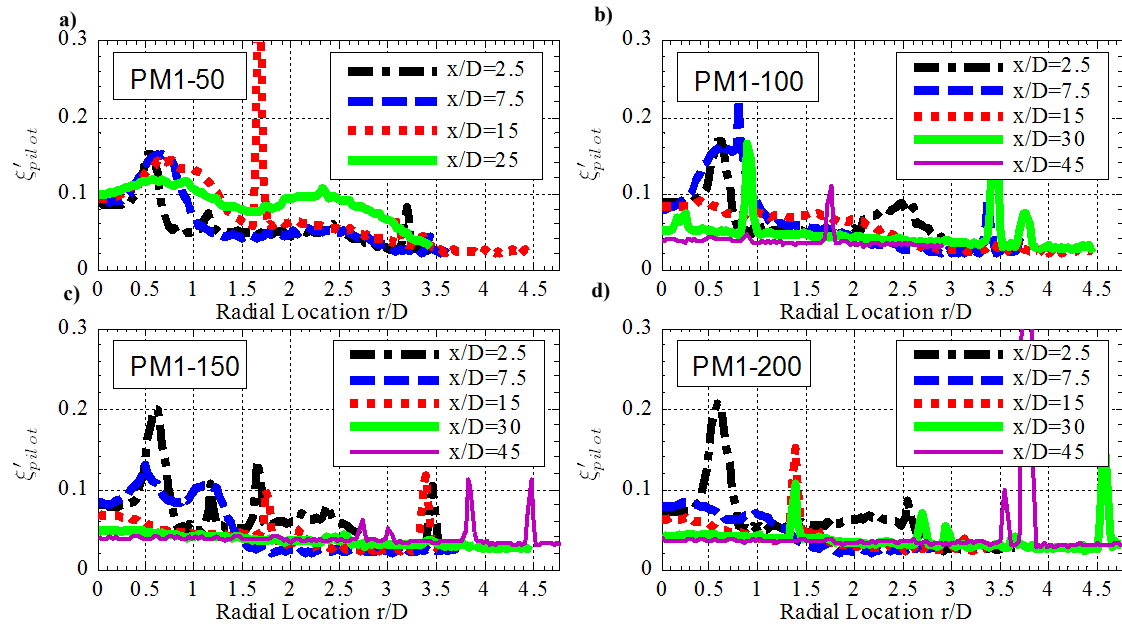 a)
0.3
0.2
0.1
0
ξ′pilot
PM1-50
x/D=2.5
x/D=7.5
x/D=15
x/D=25
0 0.5 1 1.5 2 2.5 3 3.5 4 4.5
Radial Location r/D
b)
0.3
0.2
0.1
0
ξ′pilot
PM1-100
x/D=2.5
x/D=7.5
x/D=15
x/D=30
x/D=45
0 0.5 1 1.5 2 2.5 3 3.5 4 4.5
Radial Location r/D
c)
0.3
0.2
0.1
0
ξ′pilot
PM1-150
x/D=2.5
x/D=7.5
x/D=15
x/D=30
x/D=45
0 0.5 1 1.5 2 2.5 3 3.5 4 4.5
Radial Location r/D
d)
0.3
0.2
0.1
0
ξ′pilot
PM1-200
x/D=2.5
x/D=7.5
x/D=15
x/D=30
x/D=45
0 0.5 1 1.5 2 2.5 3 3.5 4 4.5
Radial Location r/D